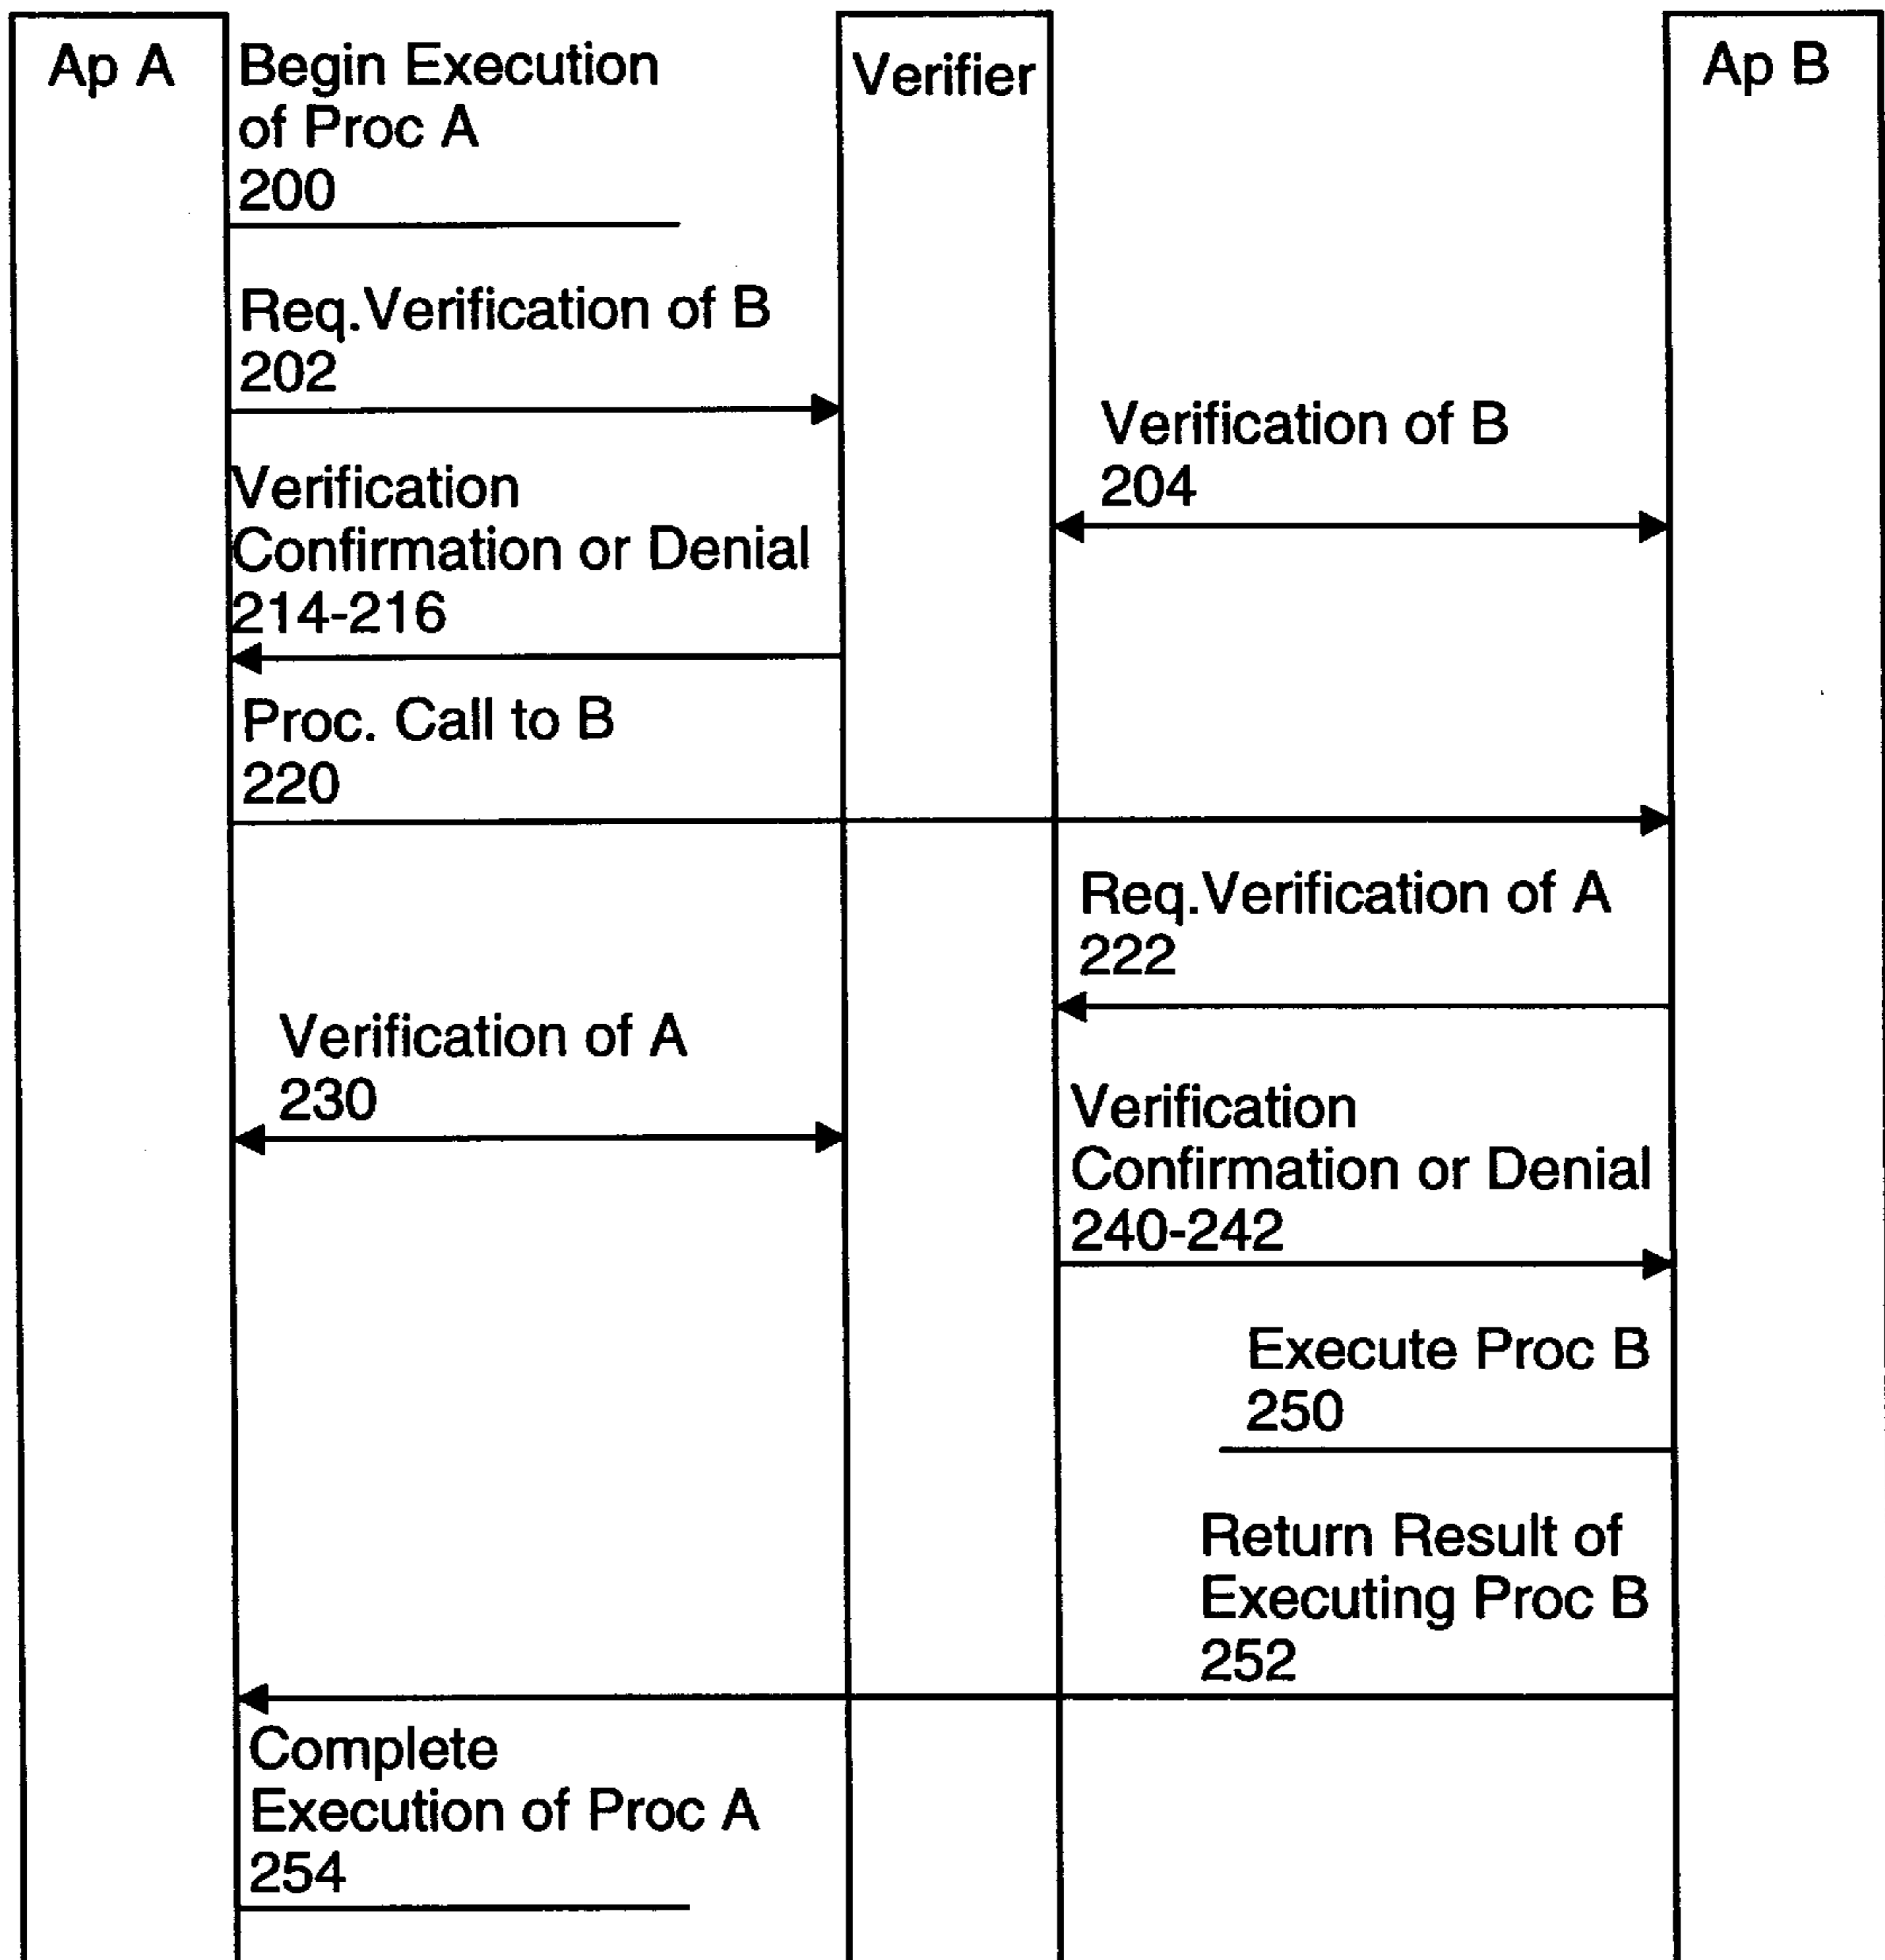 Ap A
Verifier
Ap B
Begin Execution
of Proc A
200
Req.Verification of B
202
Verification of B
204
Verification
Confirmation or Denial
214-216
Proc. Call to B
220
Req.Verification of A
222
Verification of A
230
Verification
Confirmation or Denial
240-242
Execute Proc B
250
Return Result of
Executing Proc B
252
Complete
Execution of Proc A
254